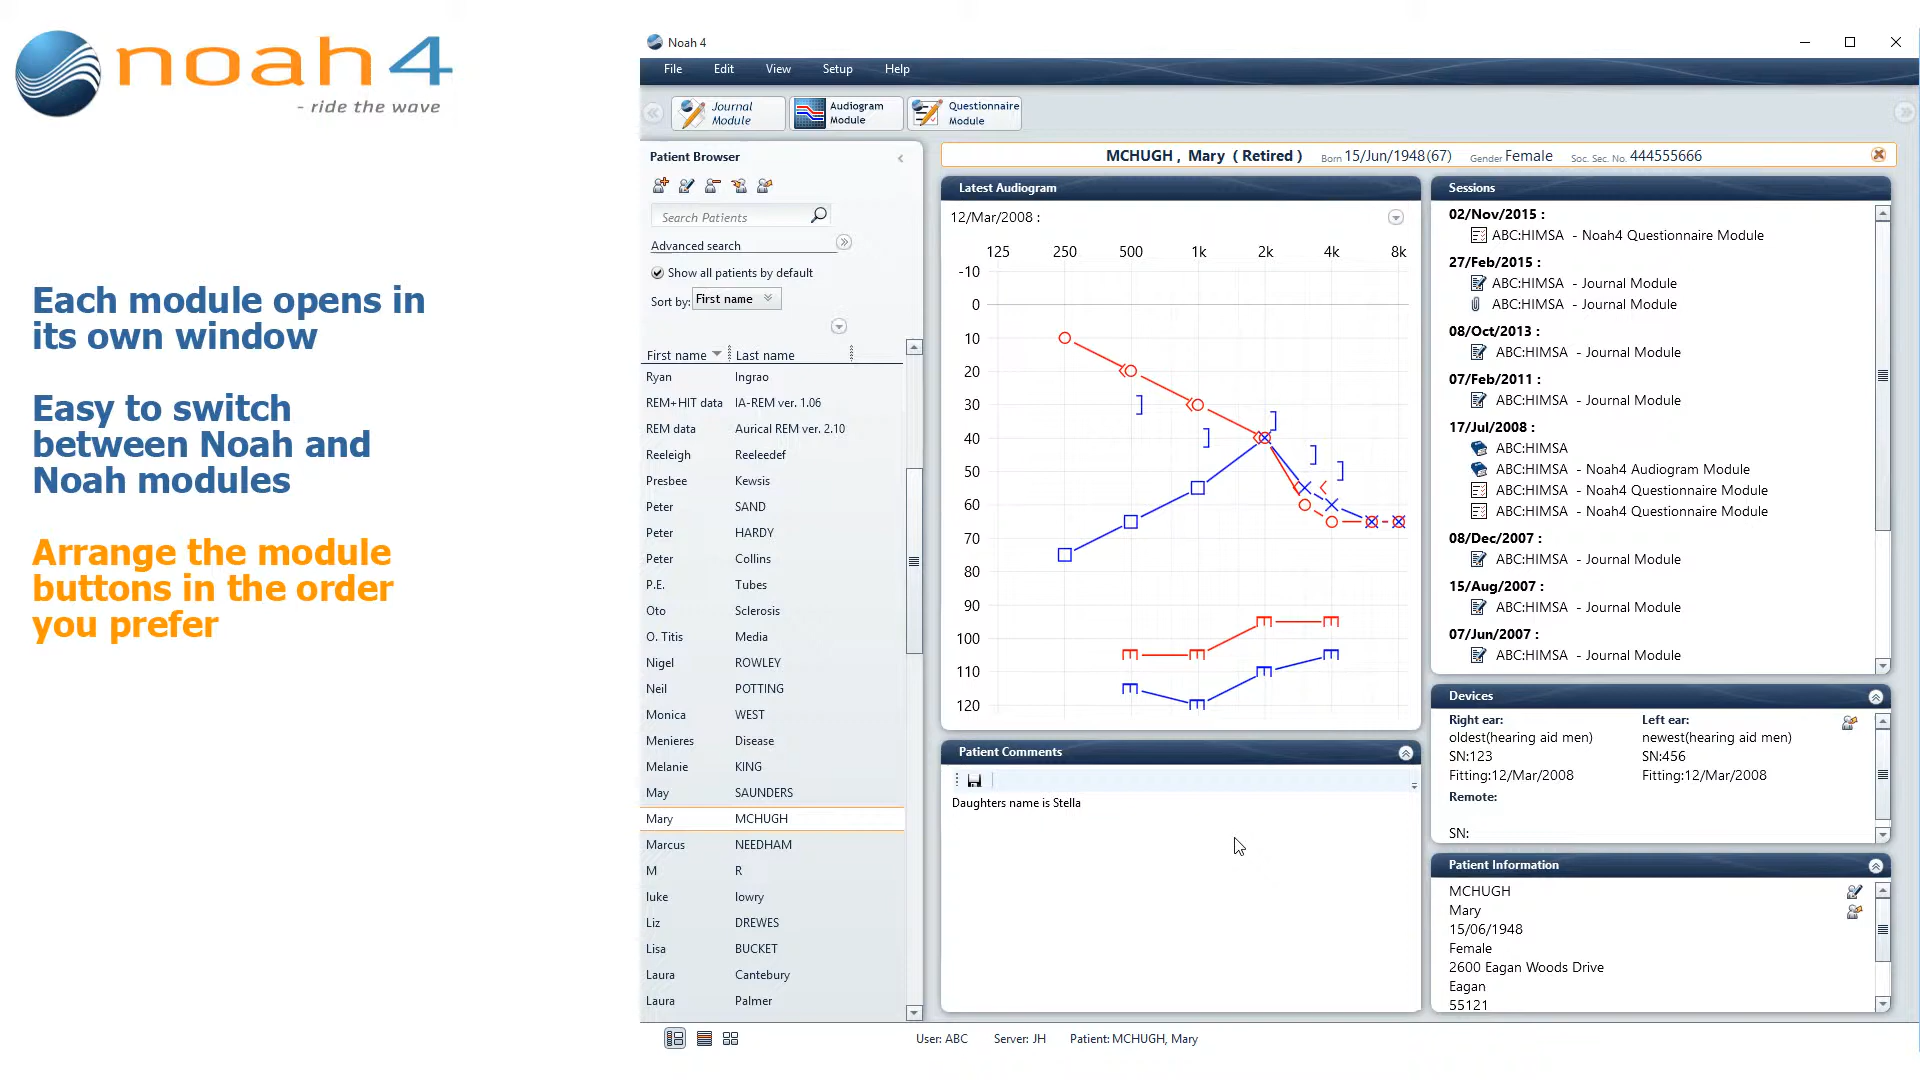 noah 4
- ride the wave
Each module opens in
its own window
Easy to switch
between Noah and
Noah modules
Arrange the module
buttons in the order
you prefer
Noah 4
File Edit View Setup Help
Journal Module
Audiogram Module
Questionnaire Module
Patient Browser
Search Patients
Advanced search
Show all patients by default
Sort by: First name
First name Last name
Ryan Ingrao
REM+HIT data IA-REM ver. 1.06
REM data Aurical REM ver. 2.10
Reeleigh Reeleedef
Presbee Kewsis
Peter SAND
Peter HARDY
Peter Collins
P.E. Tubes
Oto Sclerosis
O. Titis Media
Nigel ROWLEY
Neil POTTING
Monica WEST
Menieres Disease
Melanie KING
May SAUNDERS
Mary MCHUGH
Marcus NEEDHAM
M R
luke lowry
Liz DREWES
Lisa BUCKET
Laura Cantebury
Laura Palmer
MCHUGH , Mary ( Retired ) Born 15/Jun/1948(67) Gender Female Soc. Sec. No. 444555666
Latest Audiogram
12/Mar/2008 :
125 250 500 1k 2k 4k 8k
-10
0
10
20
30
40
50
60
70
80
90
100
110
120
Patient Comments
Daughters name is Stella
Sessions
02/Nov/2015 :
ABC:HIMSA - Noah4 Questionnaire Module
27/Feb/2015 :
ABC:HIMSA - Journal Module
ABC:HIMSA - Journal Module
08/Oct/2013 :
ABC:HIMSA - Journal Module
07/Feb/2011 :
ABC:HIMSA - Journal Module
17/Jul/2008 :
ABC:HIMSA
ABC:HIMSA - Noah4 Audiogram Module
ABC:HIMSA - Noah4 Questionnaire Module
ABC:HIMSA - Noah4 Questionnaire Module
08/Dec/2007 :
ABC:HIMSA - Journal Module
15/Aug/2007 :
ABC:HIMSA - Journal Module
07/Jun/2007 :
ABC:HIMSA - Journal Module
Devices
Right ear: Left ear:
oldest(hearing aid men) newest(hearing aid men)
SN:123 SN:456
Fitting:12/Mar/2008 Fitting:12/Mar/2008
Remote:
SN:
Patient Information
MCHUGH
Mary
15/06/1948
Female
2600 Eagan Woods Drive
Eagan
55121
User: ABC Server: JH Patient: MCHUGH, Mary